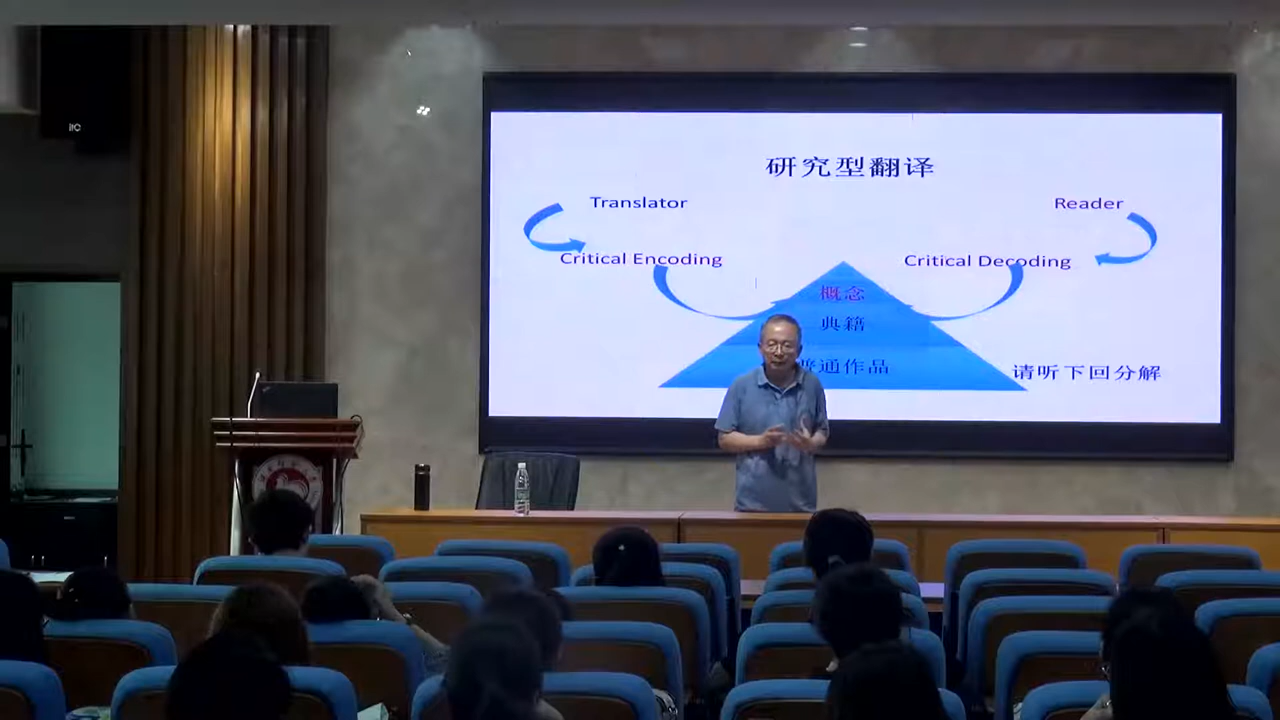 研究型翻译
Translator
Reader
Critical Encoding
Critical Decoding
概念
典籍
普通作品
请听下回分解